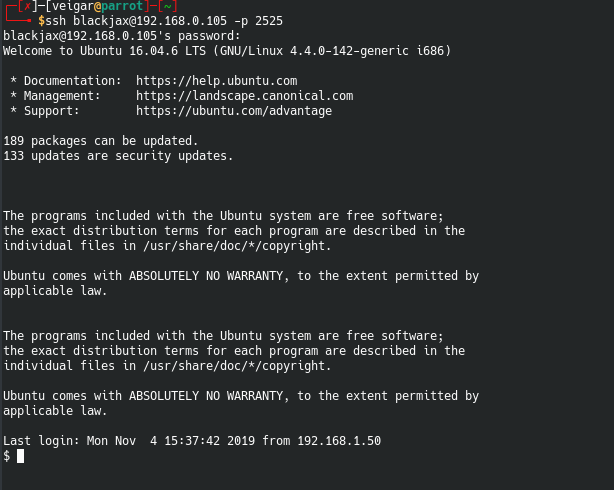 ┌─[✗]─[veigar@parrot]─[~]
└──╼ $ssh blackjax@192.168.0.105 -p 2525
blackjax@192.168.0.105's password:
Welcome to Ubuntu 16.04.6 LTS (GNU/Linux 4.4.0-142-generic i686)
* Documentation:  https://help.ubuntu.com
* Management:     https://landscape.canonical.com
* Support:        https://ubuntu.com/advantage
189 packages can be updated.
133 updates are security updates.
The programs included with the Ubuntu system are free software;
the exact distribution terms for each program are described in the
individual files in /usr/share/doc/*/copyright.
Ubuntu comes with ABSOLUTELY NO WARRANTY, to the extent permitted by
applicable law.
The programs included with the Ubuntu system are free software;
the exact distribution terms for each program are described in the
individual files in /usr/share/doc/*/copyright.
Ubuntu comes with ABSOLUTELY NO WARRANTY, to the extent permitted by
applicable law.
Last login: Mon Nov  4 15:37:42 2019 from 192.168.1.50
$